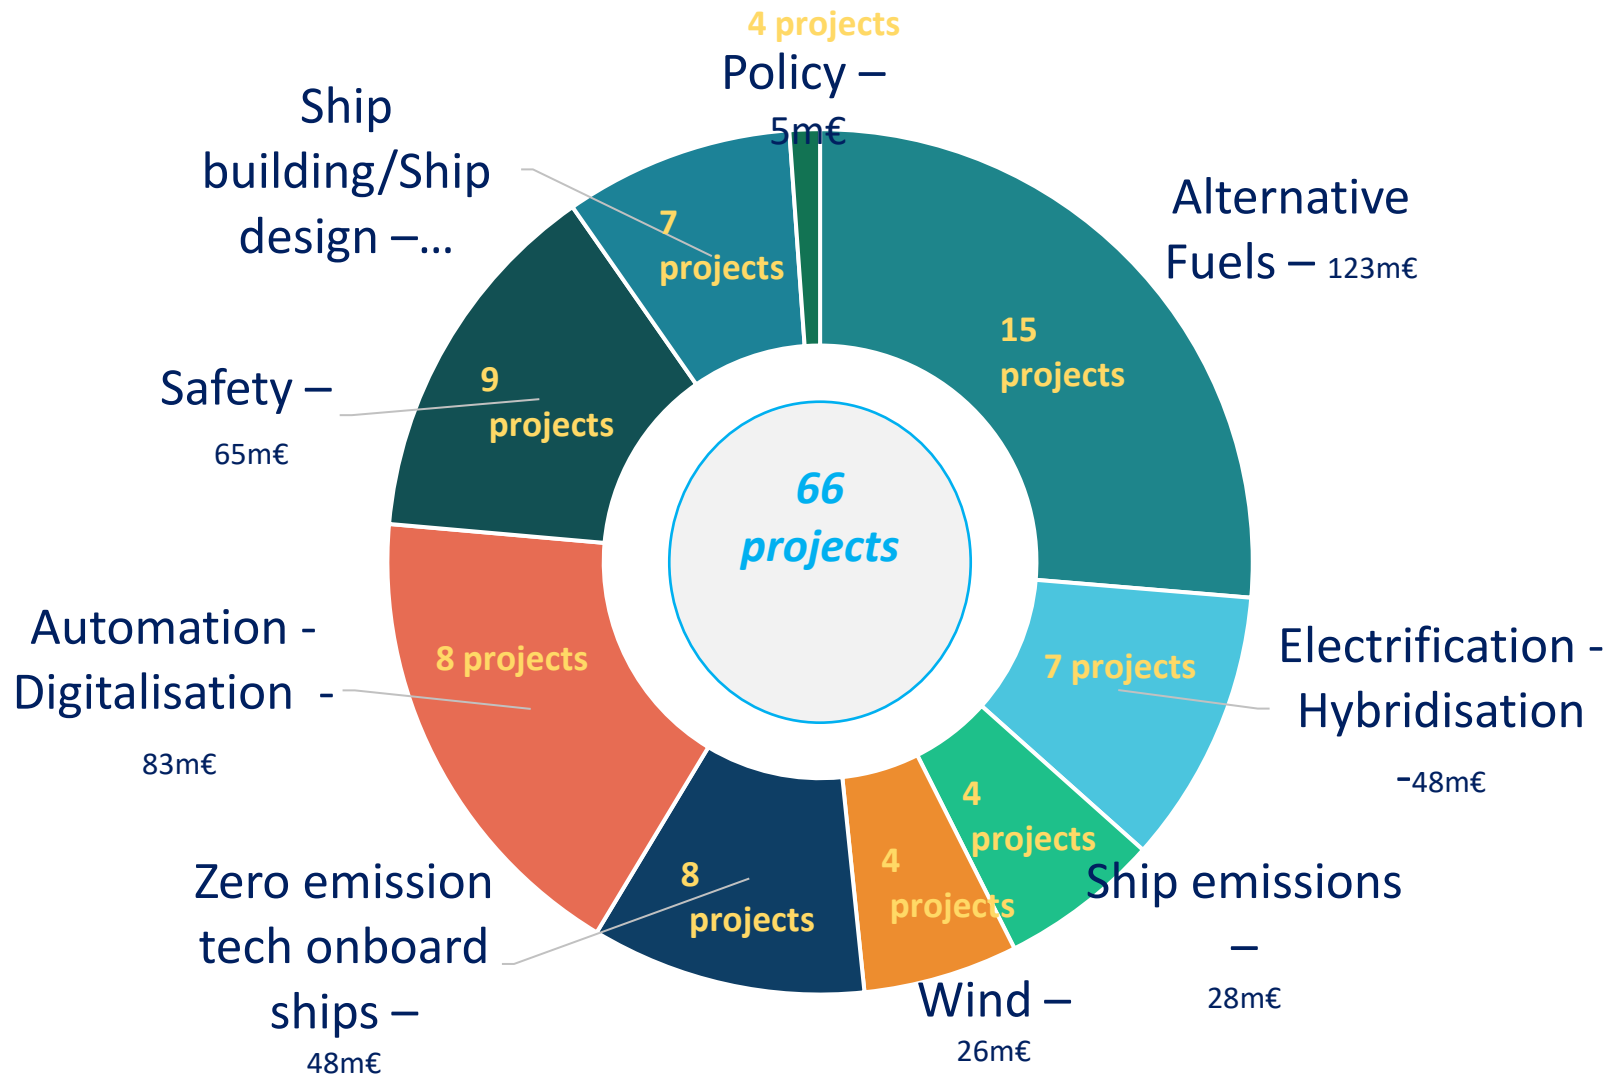 4 projects
Policy –
5m€
Ship
building/Ship
design –...
7
projects
Alternative
Fuels – 123m€
15
projects
Safety –
65m€
9
projects
66
projects
Automation -
Digitalisation -
83m€
8 projects
7 projects
Electrification -
Hybridisation
-48m€
4
projects
Ship emissions
–
28m€
4
projects
Wind –
26m€
8
projects
Zero emission
tech onboard
ships –
48m€